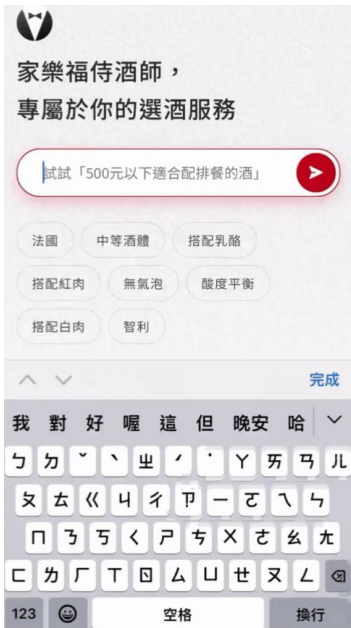 家樂福侍酒師，
專屬於你的選酒服務
試試「500元以下適合配排餐的酒」
法國 中等酒體 搭配乳酪
搭配紅肉 無氣泡 酸度平衡
搭配白肉 智利
完成
我 對 好 喔 這 但 晚安 哈
ㄅ ㄉ ˇ ˋ ㄓ ˊ ˙ ㄚ ㄞ ㄢ ㄦ
ㄆ ㄊ ㄍ ㄐ ㄔ ㄗ ㄧ ㄛ ㄟ ㄣ
ㄇ ㄋ ㄎ ㄑ ㄕ ㄘ ㄨ ㄜ ㄠ ㄤ
ㄈ ㄌ ㄏ ㄒ ㄖ ㄙ ㄩ ㄝ ㄡ ㄥ
123 空格 換行